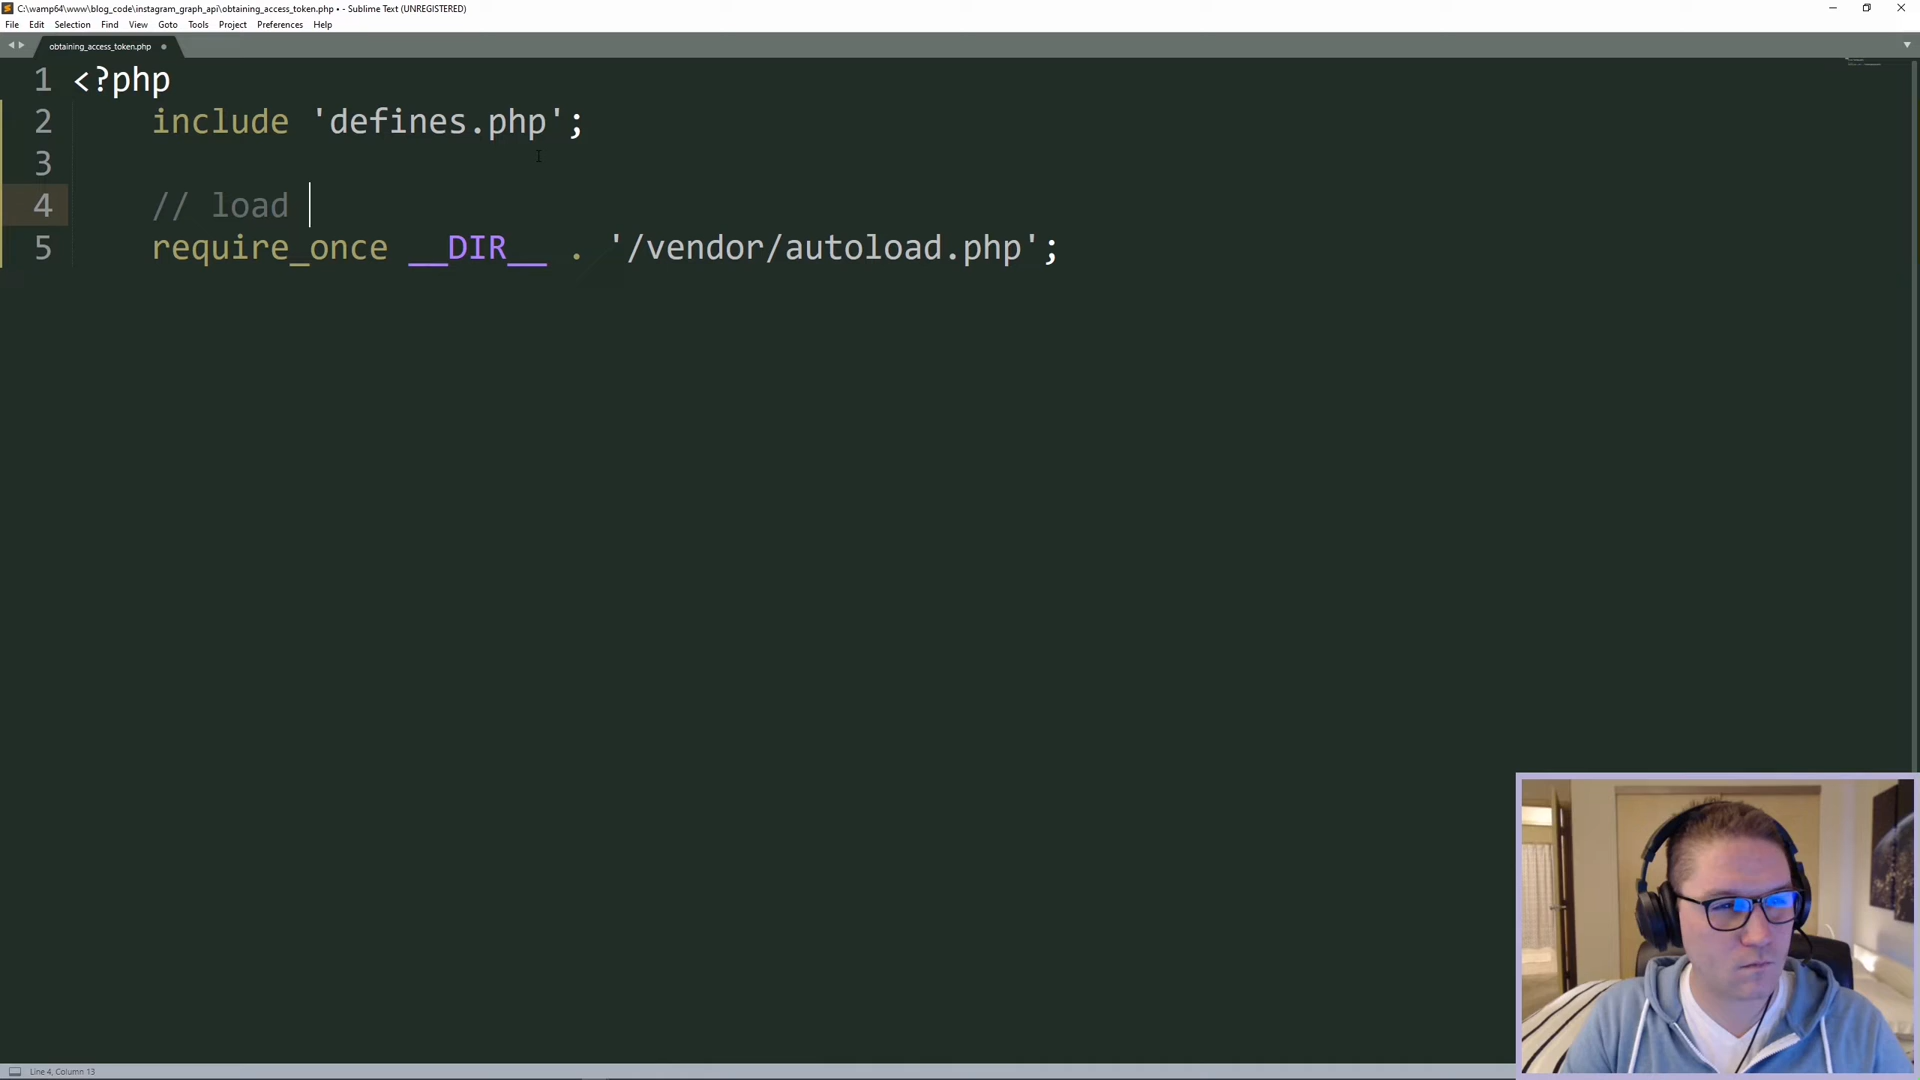 C:\wamp64\www\blog_code\instagram_graph_api\obtaining_access_token.php • - Sublime Text (UNREGISTERED)
File Edit Selection Find View Goto Tools Project Preferences Help
obtaining_access_token.php
1 <?php
2 include 'defines.php';
3
4 // load
5 require_once __DIR__ . '/vendor/autoload.php';
Line 4, Column 13